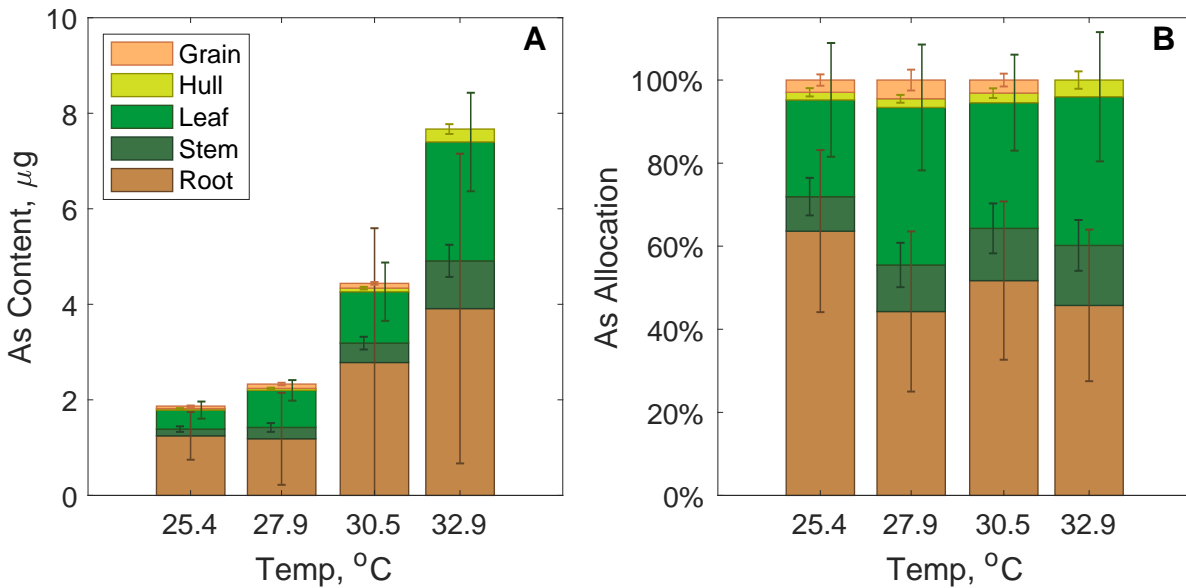 A
10
8
6
4
2
0
As Content, μg
Grain
Hull
Leaf
Stem
Root
25.4 27.9 30.5 32.9
Temp, °C
B
100%
80%
60%
40%
20%
0%
As Allocation
25.4 27.9 30.5 32.9
Temp, °C